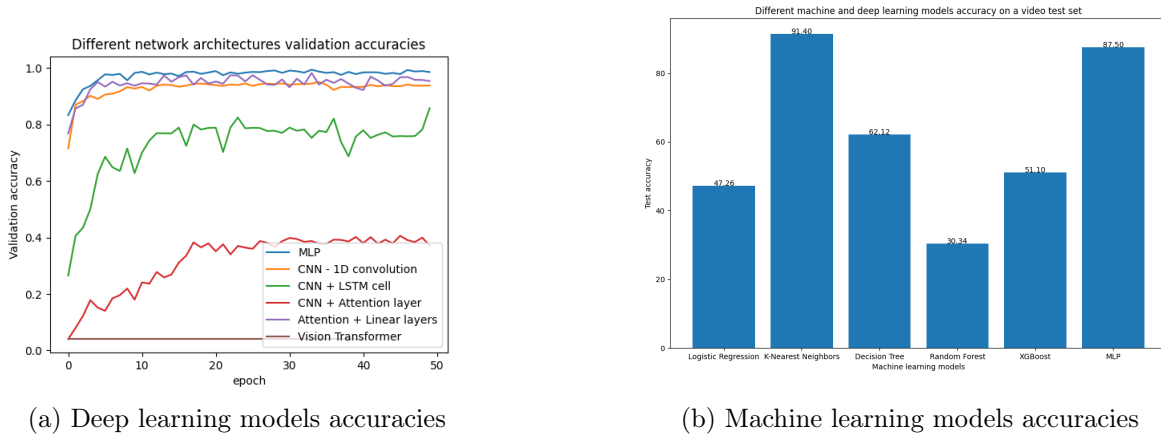 Different network architectures validation accuracies
1.0
0.8
0.6
0.4
0.2
0.0
Validation accuracy
MLP
CNN - 1D convolution
CNN + LSTM cell
CNN + Attention layer
Attention + Linear layers
Vision Transformer
0 10 20 30 40 50
epoch
(a) Deep learning models accuracies
Different machine and deep learning models accuracy on a video test set
80
60
40
20
0
Test accuracy
47.26
91.40
62.12
30.34
51.10
87.50
Logistic Regression K-Nearest Neighbors Decision Tree Random Forest XGBoost MLP
Machine learning models
(b) Machine learning models accuracies